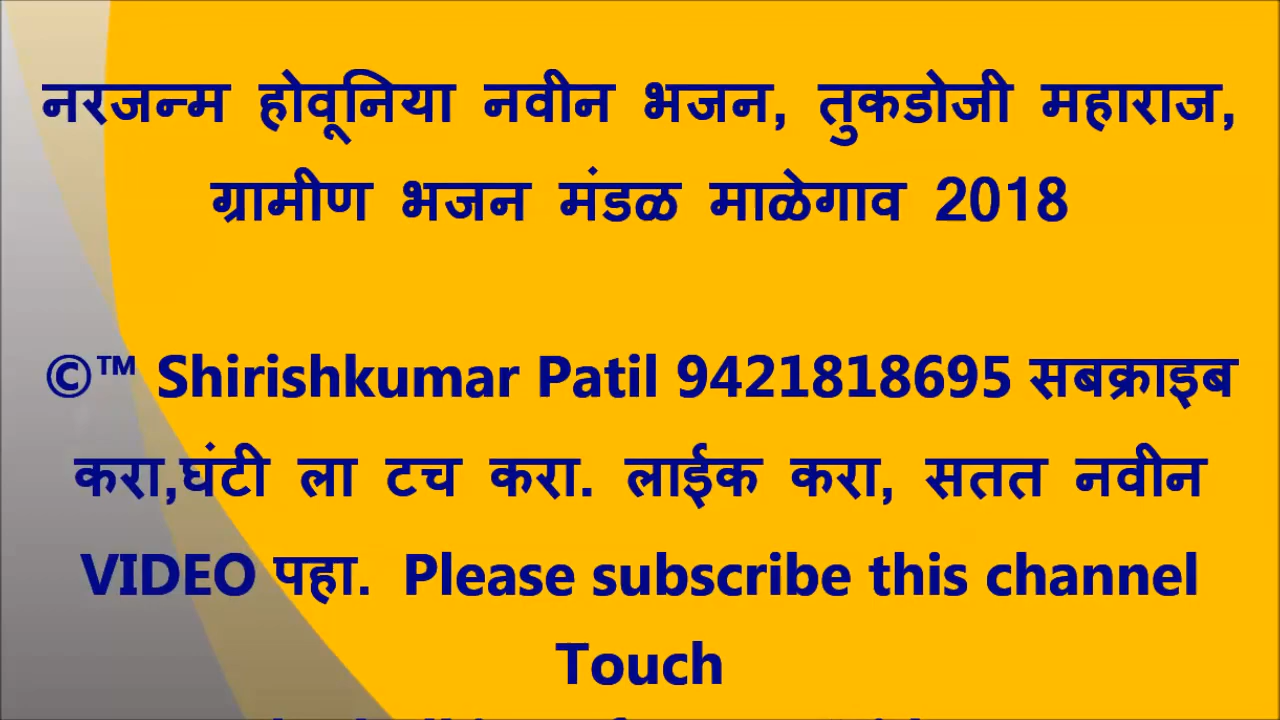 नरजन्म होवूनिया नवीन भजन, तुकडोजी महाराज,
ग्रामीण भजन मंडळ माळेगाव 2018
©™ Shirishkumar Patil 9421818695 सबक्राइब
करा,घंटी ला टच करा. लाईक करा, सतत नवीन
VIDEO पहा. Please subscribe this channel
Touch